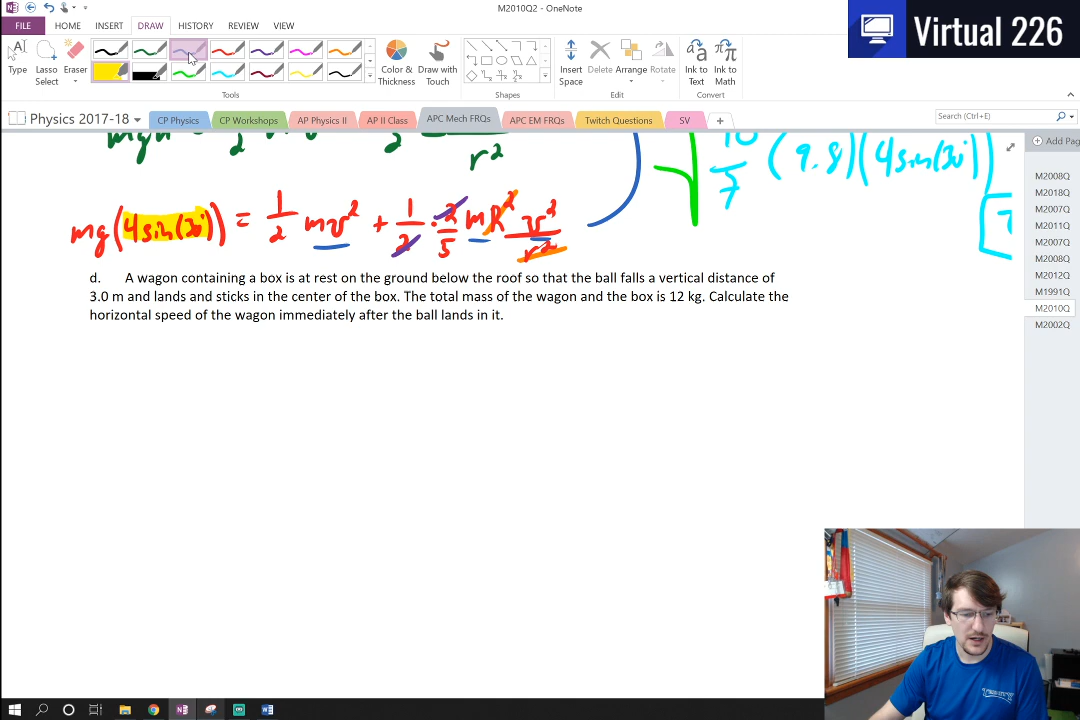 M2010Q2 - OneNote
FILE HOME INSERT DRAW HISTORY REVIEW VIEW
Virtual 226
Type
Lasso Select
Eraser
Color & Thickness
Draw with Touch
Insert Space
Delete
Arrange
Rotate
Ink to Text
Ink to Math
Tools
Shapes
Edit
Convert
Physics 2017-18
CP Physics CP Workshops AP Physics II AP II Class APC Mech FRQs APC EM FRQs Twitch Questions SV
Search (Ctrl+E)
Add Pag
M2008Q
M2018Q
M2007Q
M2011Q
M2007Q
M2008Q
M2012Q
M1991Q
M2010Q
M2002Q
r²
10/7 (9.8)(4sin(30))
mg(4sin(30)) = 1/2 mv² + 1/2 · 2/5 mR² v²/r²
d. A wagon containing a box is at rest on the ground below the roof so that the ball falls a vertical distance of
3.0 m and lands and sticks in the center of the box. The total mass of the wagon and the box is 12 kg. Calculate the
horizontal speed of the wagon immediately after the ball lands in it.